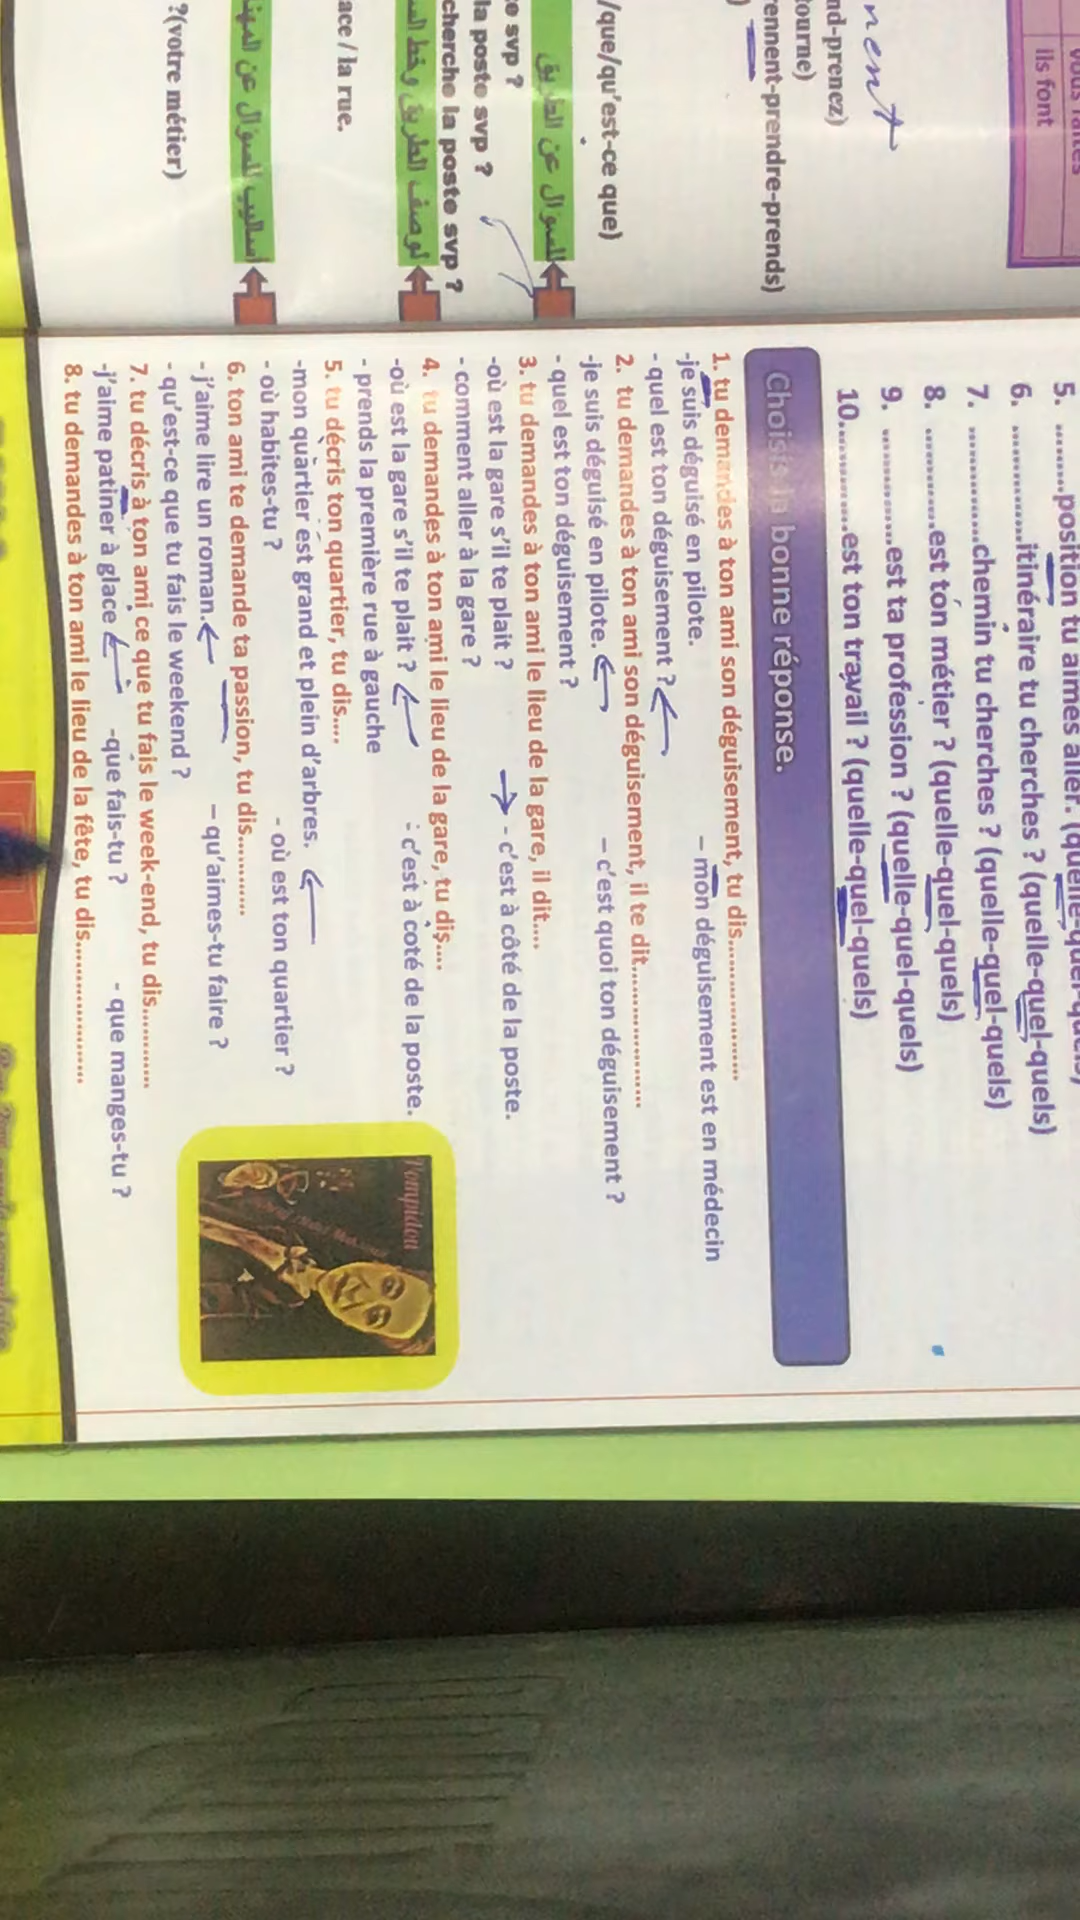 vous faites
ils font
nent
nd-prenez)
tourne)
ennent-prendre-prends)
/que/qu'est-ce que)
للسؤال عن الطريق
e svp ?
la poste svp ?
cherche la poste svp ?
لوصف الطريق وخط
ace / la rue.
اساليب للسؤال عن المهنة
?(votre métier)
5. ........position tu aimes aller. (quelle-quel-quels)
6. ..............itinéraire tu cherches ? (quelle-quel-quels)
7. ..............chemin tu cherches ? (quelle-quel-quels)
8. .............est ton métier ? (quelle-quel-quels)
9. ..............est ta profession ? (quelle-quel-quels)
10..............est ton travail ? (quelle-quel-quels)
Choisis la bonne réponse.
1. tu demandes à ton ami son déguisement, tu dis......................
-je suis déguisé en pilote. – mon déguisement est en médecin
- quel est ton déguisement ?
2. tu demandes à ton ami son déguisement, il te dit.....................
-je suis déguisé en pilote. – c'est quoi ton déguisement ?
- quel est ton déguisement ?
3. tu demandes à ton ami le lieu de la gare, il dit....
-où est la gare s'il te plait ? - c'est à côté de la poste.
- comment aller à la gare ?
4. tu demandes à ton ami le lieu de la gare, tu dis....
-où est la gare s'il te plait ? - c'est à coté de la poste.
- prends la première rue à gauche
5. tu décris ton quartier, tu dis....
-mon quartier est grand et plein d'arbres. - où est ton quartier ?
- où habites-tu ?
6. ton ami te demande ta passion, tu dis............
- j'aime lire un roman. – qu'aimes-tu faire ?
- qu'est-ce que tu fais le weekend ?
7. tu décris à ton ami ce que tu fais le week-end, tu dis............
-j'aime patiner à glace -que fais-tu ? - que manges-tu ?
8. tu demandes à ton ami le lieu de la fête, tu dis......................
Pompidou